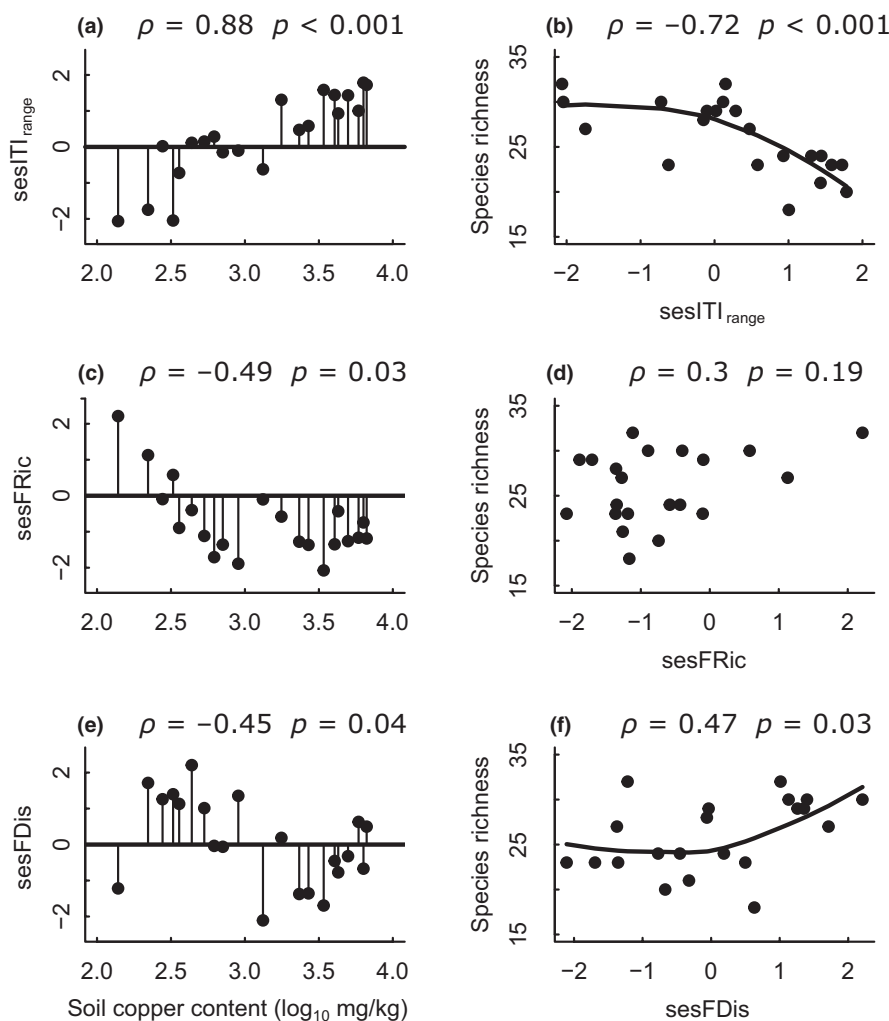 (a) ρ = 0.88 p < 0.001
sesITIrange
2
0
−2
2.0 2.5 3.0 3.5 4.0
(b) ρ = −0.72 p < 0.001
Species richness
35
25
15
−2 −1 0 1 2
sesITIrange
(c) ρ = −0.49 p = 0.03
sesFRic
2
0
−2
2.0 2.5 3.0 3.5 4.0
(d) ρ = 0.3 p = 0.19
Species richness
35
25
15
−2 −1 0 1 2
sesFRic
(e) ρ = −0.45 p = 0.04
sesFDis
2
0
−2
2.0 2.5 3.0 3.5 4.0
Soil copper content (log10 mg/kg)
(f) ρ = 0.47 p = 0.03
Species richness
35
25
15
−2 −1 0 1 2
sesFDis